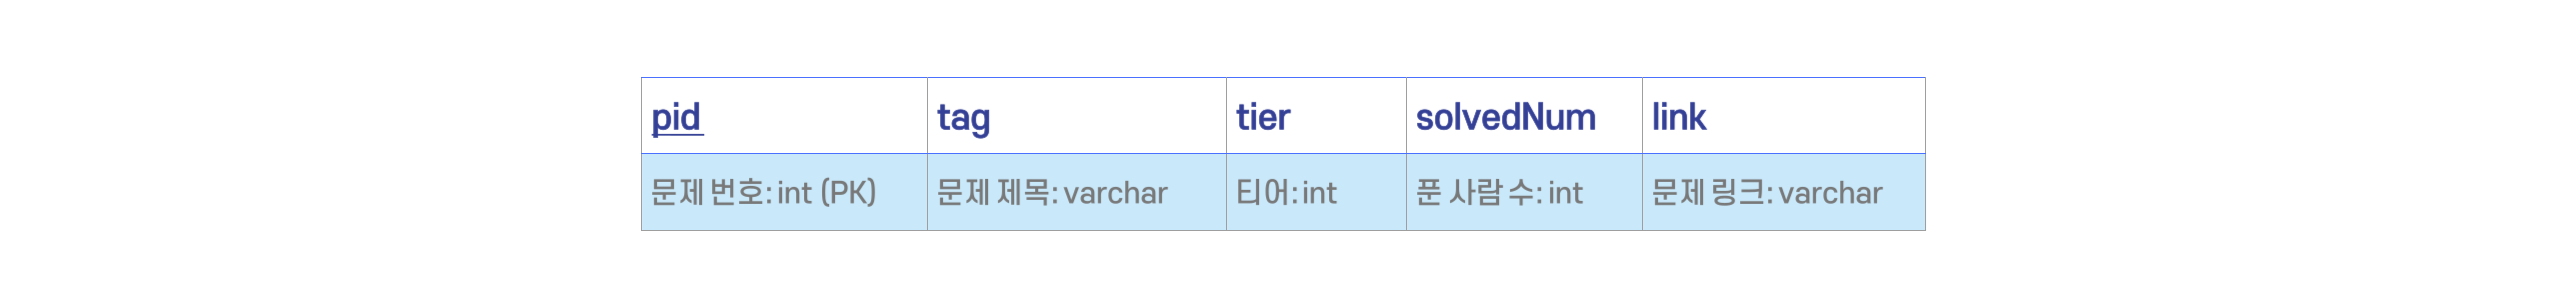 pid tag tier solvedNum link
문제 번호: int (PK) 문제 제목: varchar 티어: int 푼 사람 수: int 문제 링크: varchar